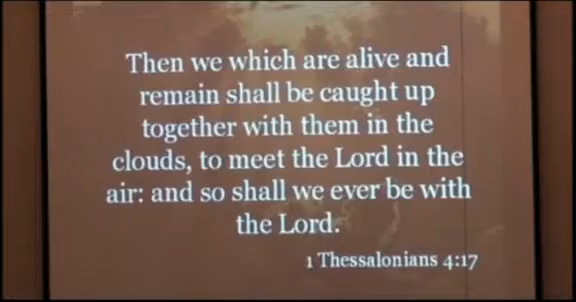 Then we which are alive and
remain shall be caught up
together with them in the
clouds, to meet the Lord in the
air: and so shall we ever be with
the Lord.
1 Thessalonians 4:17